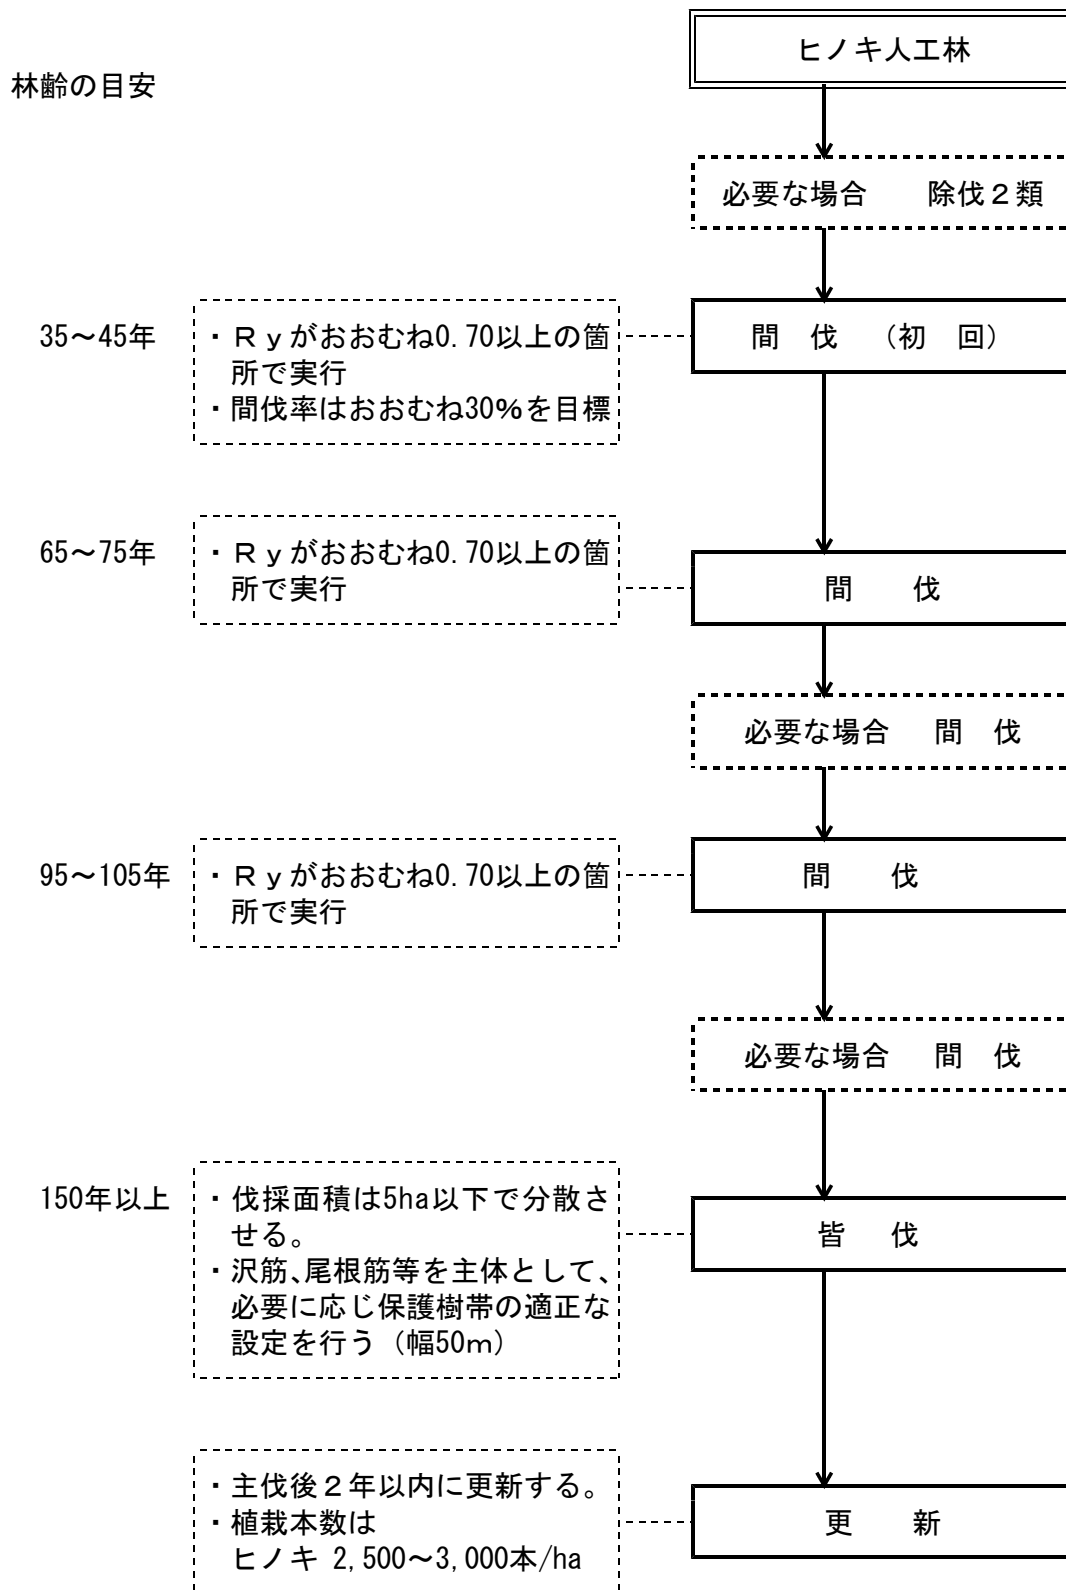 ヒノキ人工林
林齢の目安
必要な場合　　除伐２類
35～45年
・Ｒｙがおおむね0.70以上の箇
所で実行
・間伐率はおおむね30％を目標
間　伐　（初　回）
65～75年
・Ｒｙがおおむね0.70以上の箇
所で実行
間　　伐
必要な場合　間　伐
95～105年
・Ｒｙがおおむね0.70以上の箇
所で実行
間　　伐
必要な場合　間　伐
150年以上
・伐採面積は5ha以下で分散さ
せる。
・沢筋、尾根筋等を主体として、
必要に応じ保護樹帯の適正な
設定を行う（幅50ｍ）
皆　伐
・主伐後２年以内に更新する。
・植栽本数は
ヒノキ 2,500～3,000本/ha
更　　新